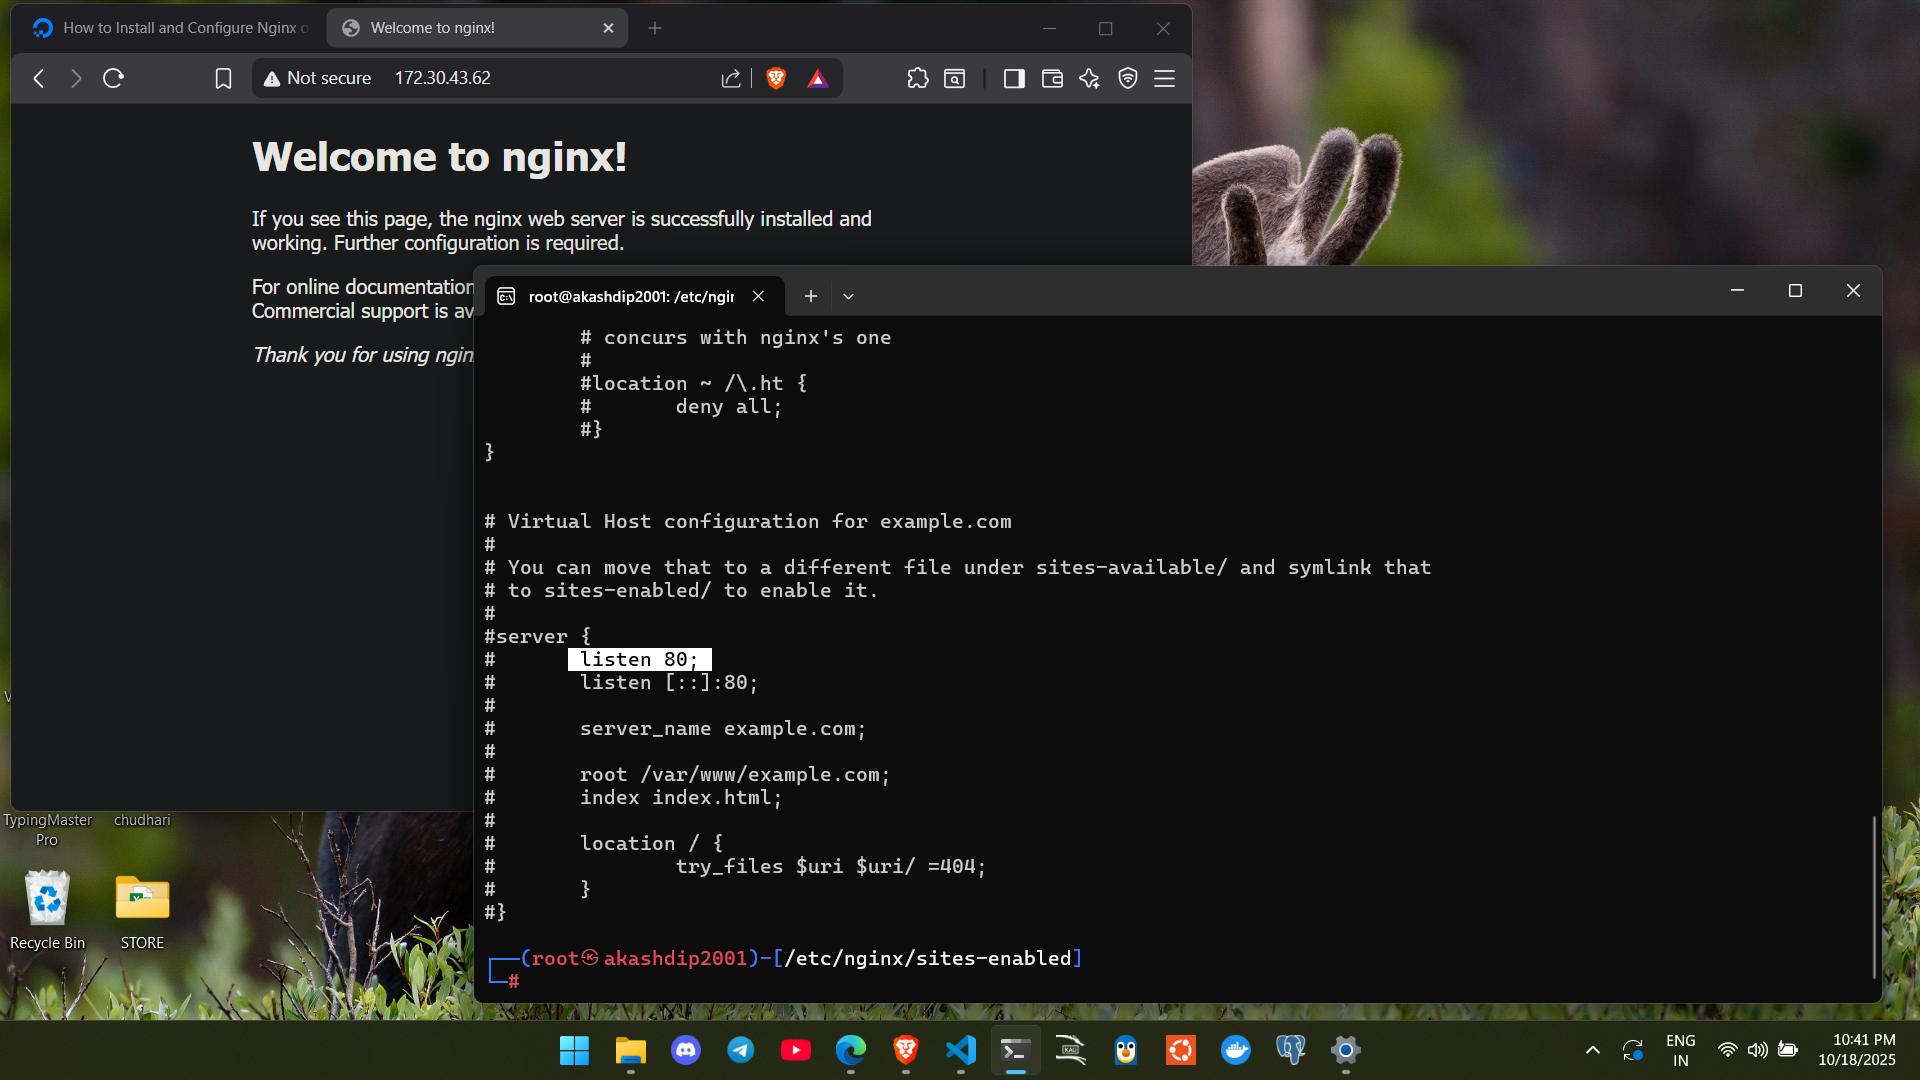 How to Install and Configure Nginx o
Welcome to nginx!
Not secure
172.30.43.62
Welcome to nginx!
If you see this page, the nginx web server is successfully installed and
working. Further configuration is required.
For online documentation
Commercial support is av
Thank you for using ngin
root@akashdip2001: /etc/ngin
# concurs with nginx's one
#
#location ~ /\.ht {
# deny all;
#}
}
# Virtual Host configuration for example.com
#
# You can move that to a different file under sites-available/ and symlink that
# to sites-enabled/ to enable it.
#
#server {
# listen 80;
# listen [::]:80;
#
# server_name example.com;
#
# root /var/www/example.com;
# index index.html;
#
# location / {
# try_files $uri $uri/ =404;
# }
#}
(root㉿akashdip2001)-[/etc/nginx/sites-enabled]
#
V
TypingMaster
Pro
chudhari
Recycle Bin
STORE
KALI
ENG
IN
10:41 PM
10/18/2025